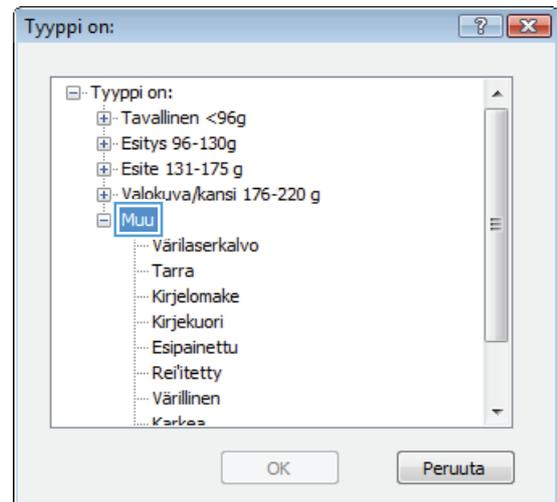 Tyyppi on:
Tyyppi on:
Tavallinen <96g
Esitys 96-130g
Esite 131-175 g
Valokuva/kansi 176-220 g
Muu
Värilaserkalvo
Tarra
Kirjelomake
Kirjekuori
Esipainettu
Rei'itetty
Värillinen
Karkea
OK
Peruuta